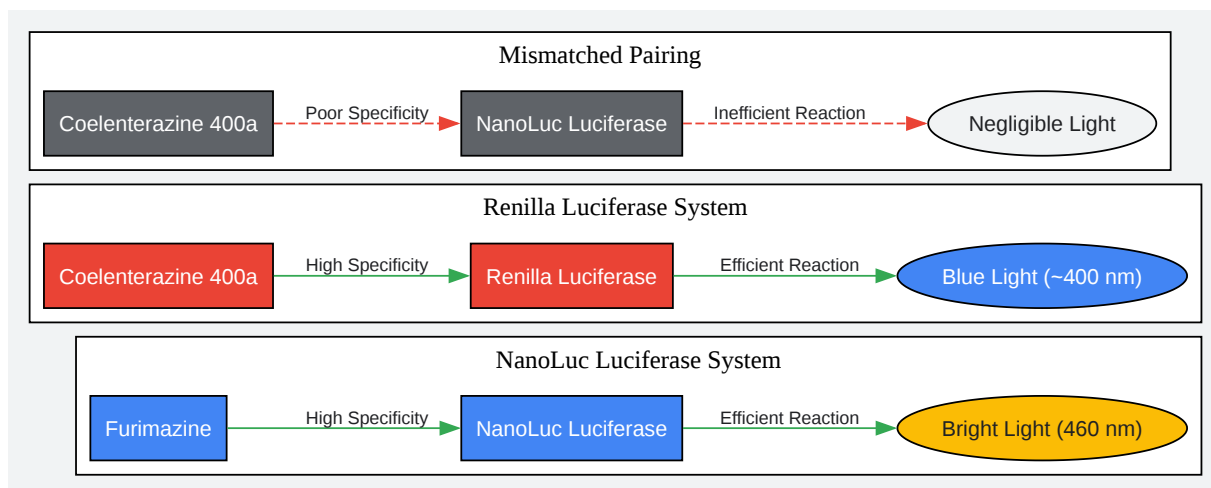 Mismatched Pairing
Coelenterazine 400a
Poor Specificity
NanoLuc Luciferase
Inefficient Reaction
Negligible Light
Renilla Luciferase System
Coelenterazine 400a
High Specificity
Renilla Luciferase
Efficient Reaction
Blue Light (~400 nm)
NanoLuc Luciferase System
Furimazine
High Specificity
NanoLuc Luciferase
Efficient Reaction
Bright Light (460 nm)